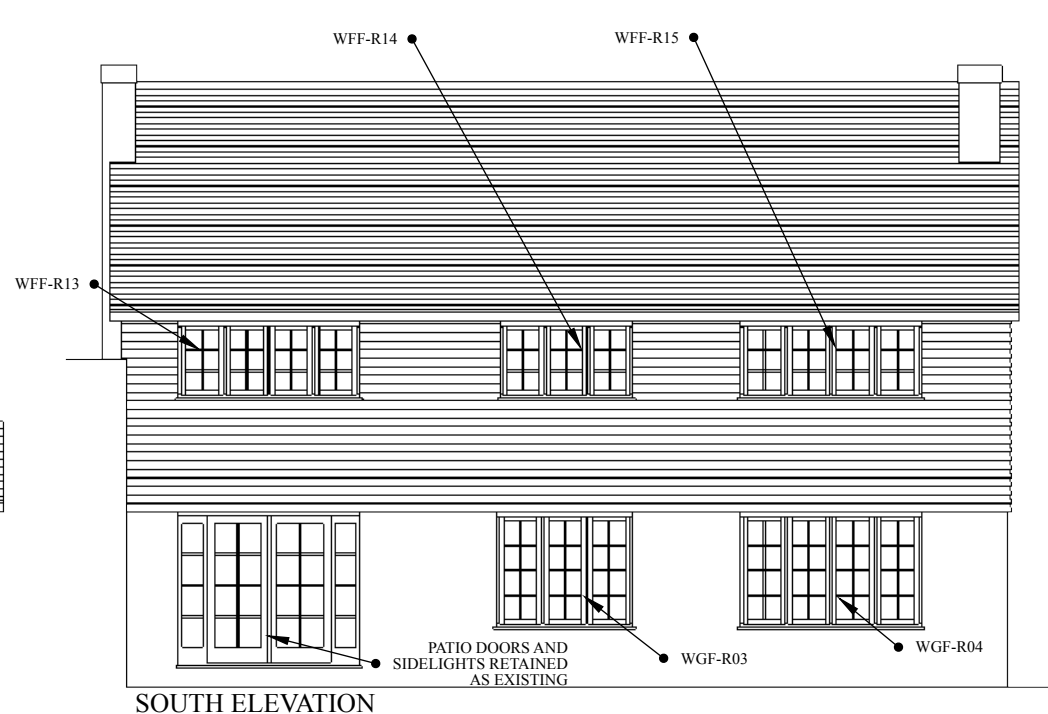 WFF-R14
WFF-R15
WFF-R13
PATIO DOORS AND
SIDELIGHTS RETAINED
AS EXISTING
WGF-R03
WGF-R04
SOUTH ELEVATION